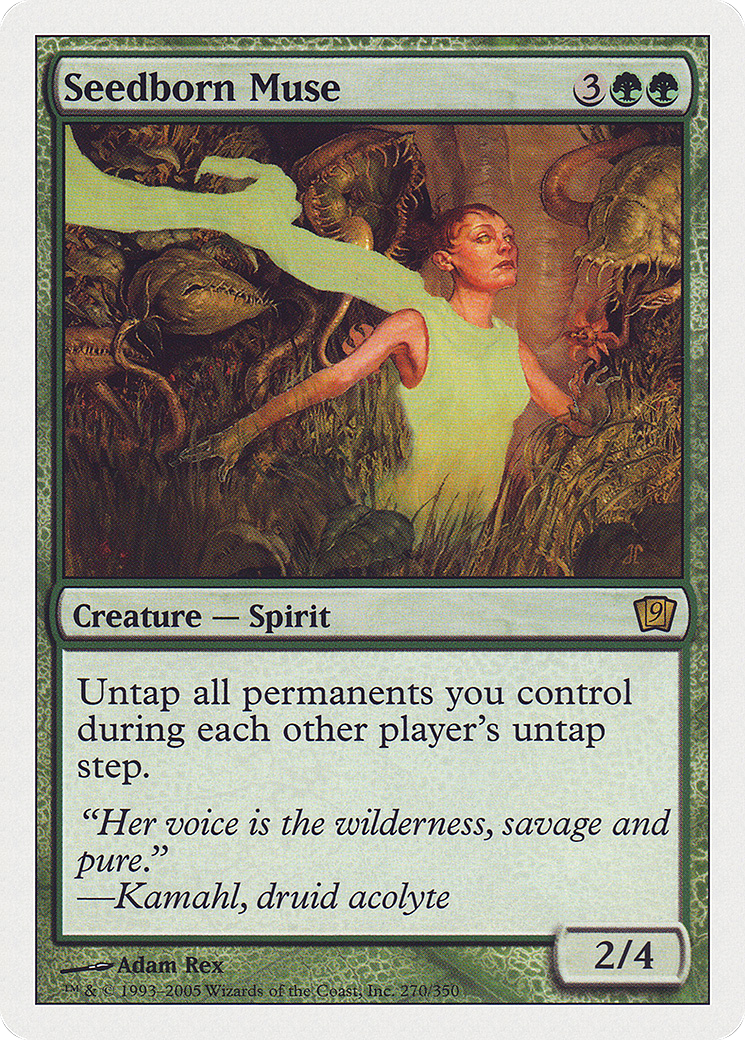 Seedborn Muse 3
Creature — Spirit 9
Untap all permanents you control
during each other player's untap
step.
“Her voice is the wilderness, savage and
pure.”
—Kamahl, druid acolyte
2/4
Adam Rex
™ & © 1993–2005 Wizards of the Coast, Inc. 270/350